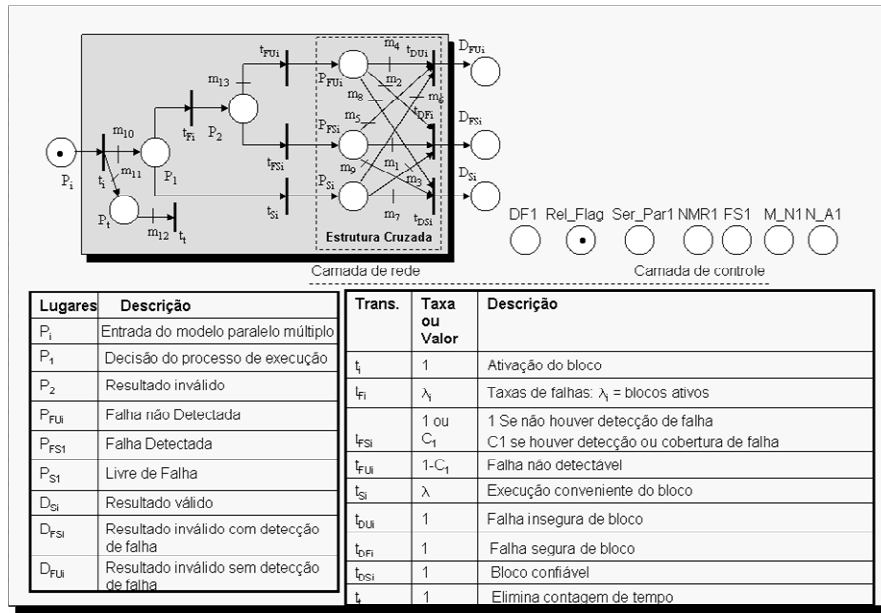 m4
DFUi
tFUi
tDUi
m13
PFUi
m2
m8
m6
tDFi
m5
DFSi
m10
tFi
P2
PFSi
m1
Pi
ti
m11
P1
tFSi
m9
m3
DSi
PSi
Pt
tSi
m7
tDSi
m12
tt
DF1 Rel_Flag Ser_Par1 NMR1 FS1 M_N1 N_A1
Estrutura Cruzada
Camada de rede
Camada de controle
Lugares Descrição
Pi Entrada do modelo paralelo múltiplo
P1 Decisão do processo de execução
P2 Resultado inválido
PFUi Falha não Detectada
PFS1 Falha Detectada
PS1 Livre de Falha
DSi Resultado válido
DFSi Resultado inválido com detecção
de falha
DFUi Resultado inválido sem detecção
de falha
Trans. Taxa Descrição
ou
Valor
ti 1 Ativação do bloco
tFi λi Taxas de falhas: λi = blocos ativos
1 ou 1 Se não houver detecção de falha
tFSi C1 C1 se houver detecção ou cobertura de falha
tFUi 1-C1 Falha não detectável
tSi λ Execução conveniente do bloco
tDUi 1 Falha insegura de bloco
tDFi 1 Falha segura de bloco
tDSi 1 Bloco confiável
tt 1 Elimina contagem de tempo